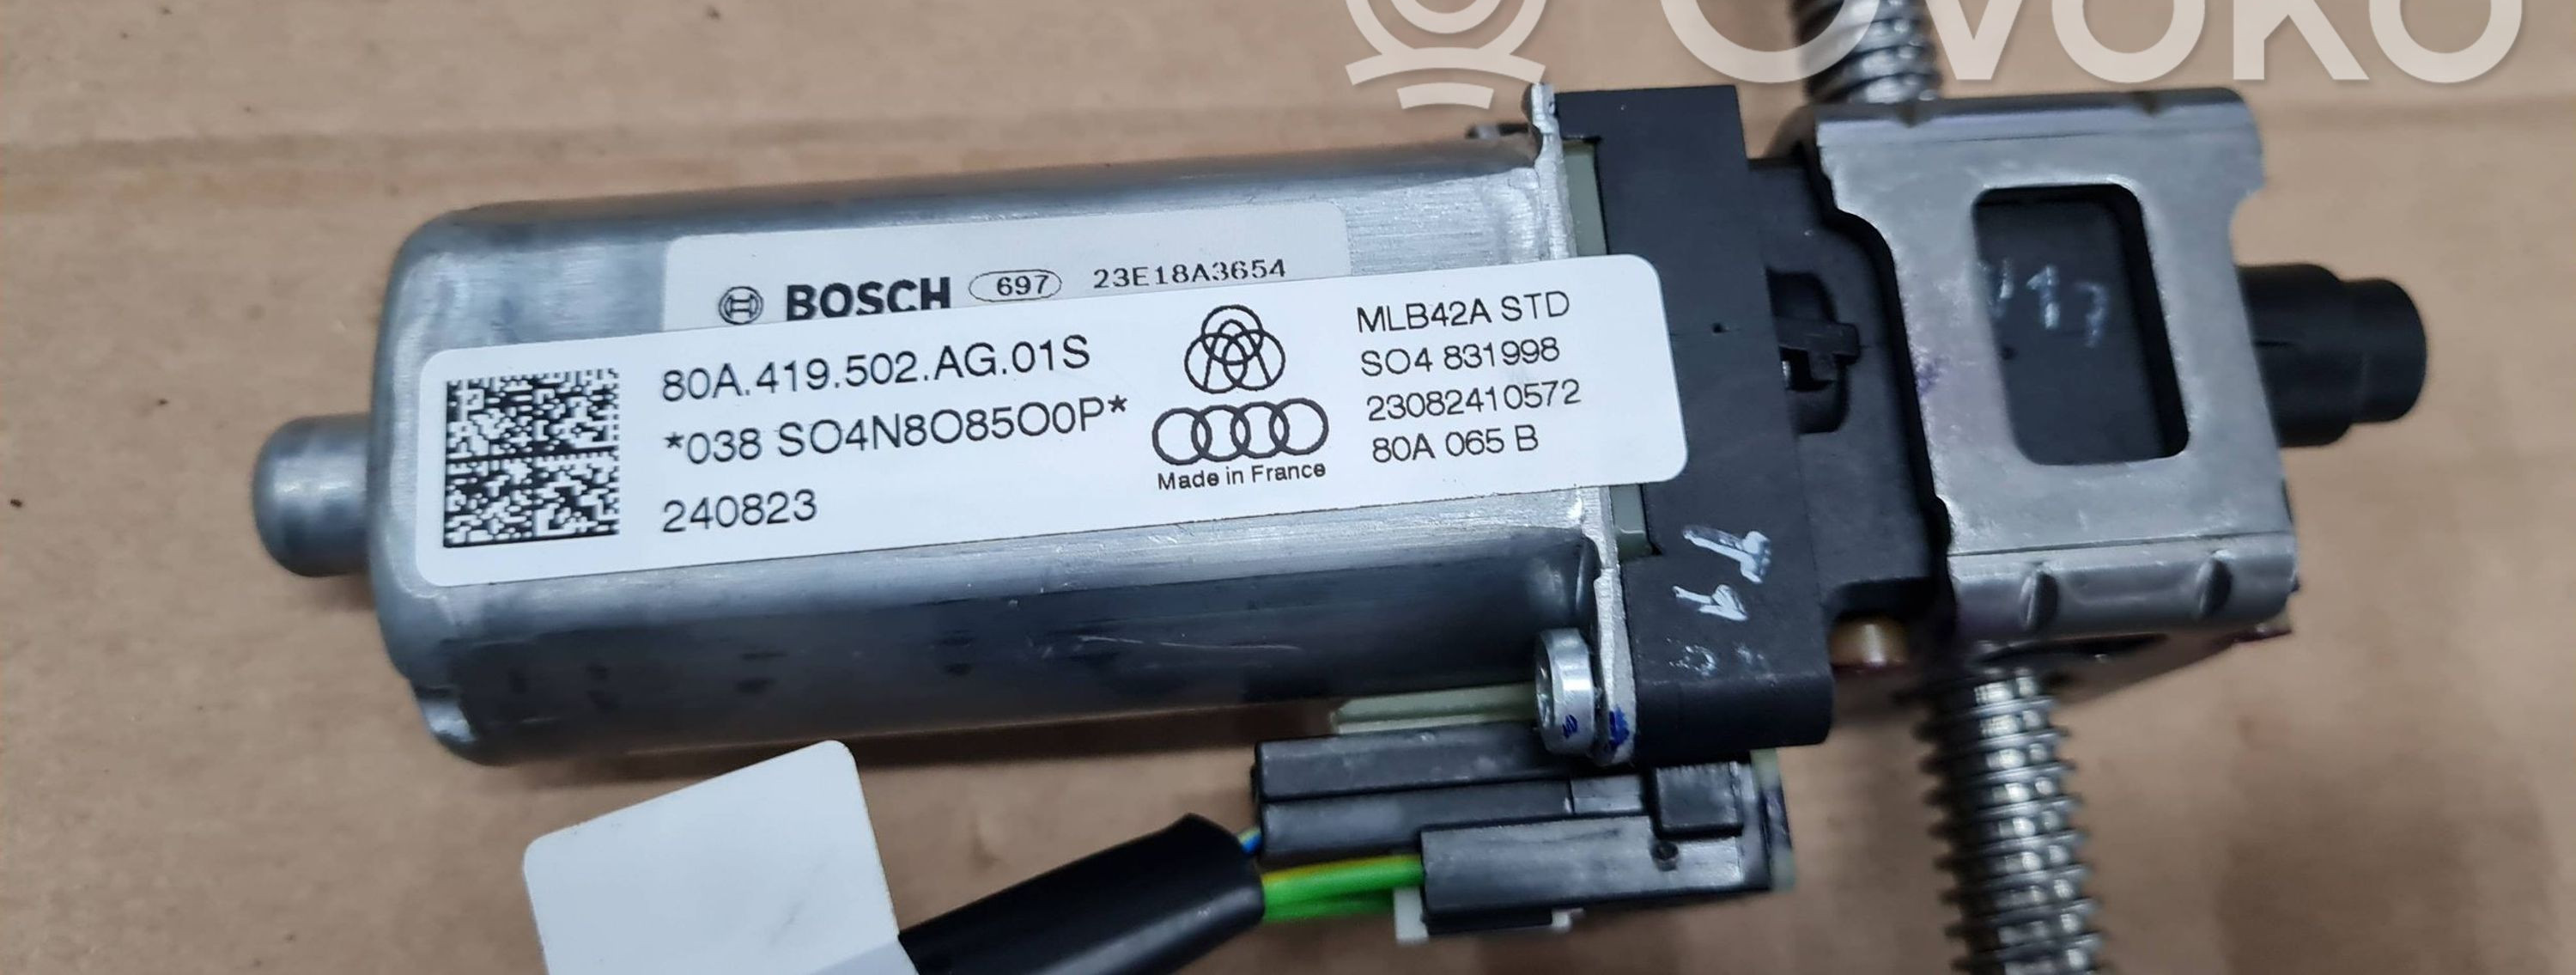 OVOKO
BOSCH 697 23E18A3654
80A.419.502.AG.01S
*038 SO4N8O85O0P*
240823
Made in France
MLB42A STD
SO4 831998
23082410572
80A 065 B